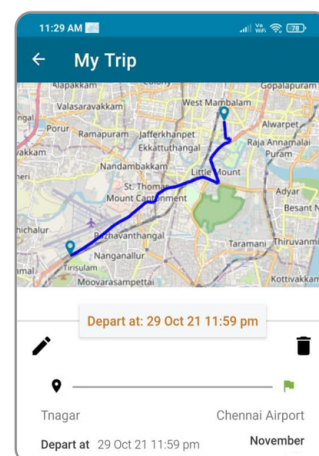 11:29 AM
My Trip
Alapakkam
Gopalapuram
Valasaravakkam
West Mambalam
Alwarpet
Porur
Ramapuram
Jafferkhanpet
Ekkattuthangal
Raja Annamalai
Puram
Nandambakkam
Little Mount
St. Thomas
Mount Cantonment
Adyar
Besant N
Pazhavanthangal
Nanganallur
Taramani
Thiruvanm
Tirisulam
Moovarasampettai
Kottivakkam
Depart at: 29 Oct 21 11:59 pm
Tnagar
Chennai Airport
Depart at 29 Oct 21 11:59 pm
November